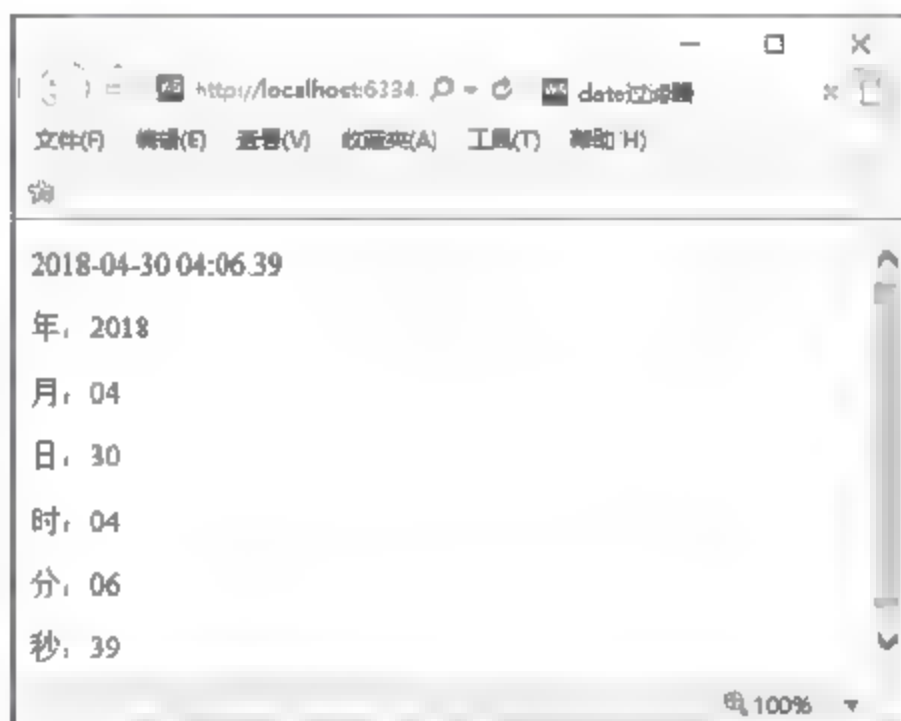 http://localhost:6334 date过滤器
文件(F) 编辑(E) 查看(V) 收藏夹(A) 工具(T) 帮助(H)
2018-04-30 04:06:39
年：2018
月：04
日：30
时：04
分：06
秒：39
100%